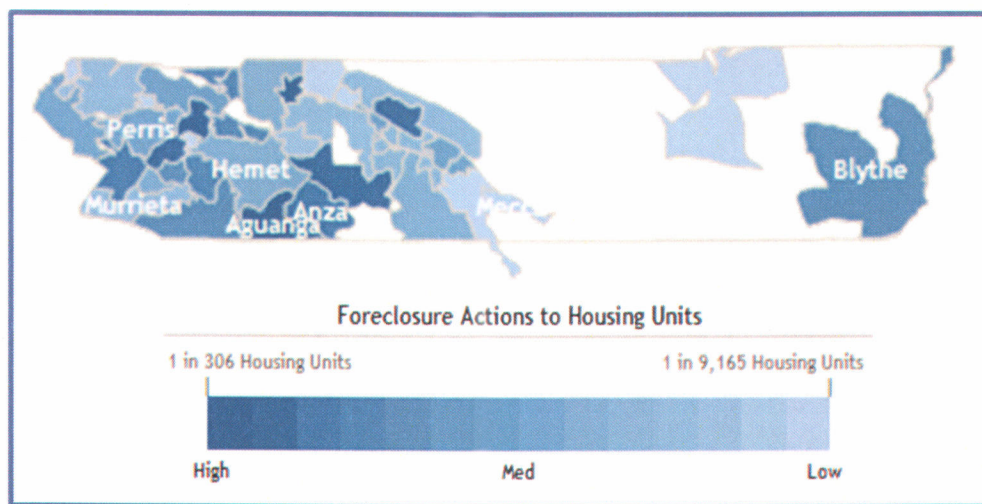 Perris
Hemet
Blythe
Murrieta
Anza
Aguanga
Foreclosure Actions to Housing Units
1 in 306 Housing Units
1 in 9,165 Housing Units
High
Med
Low